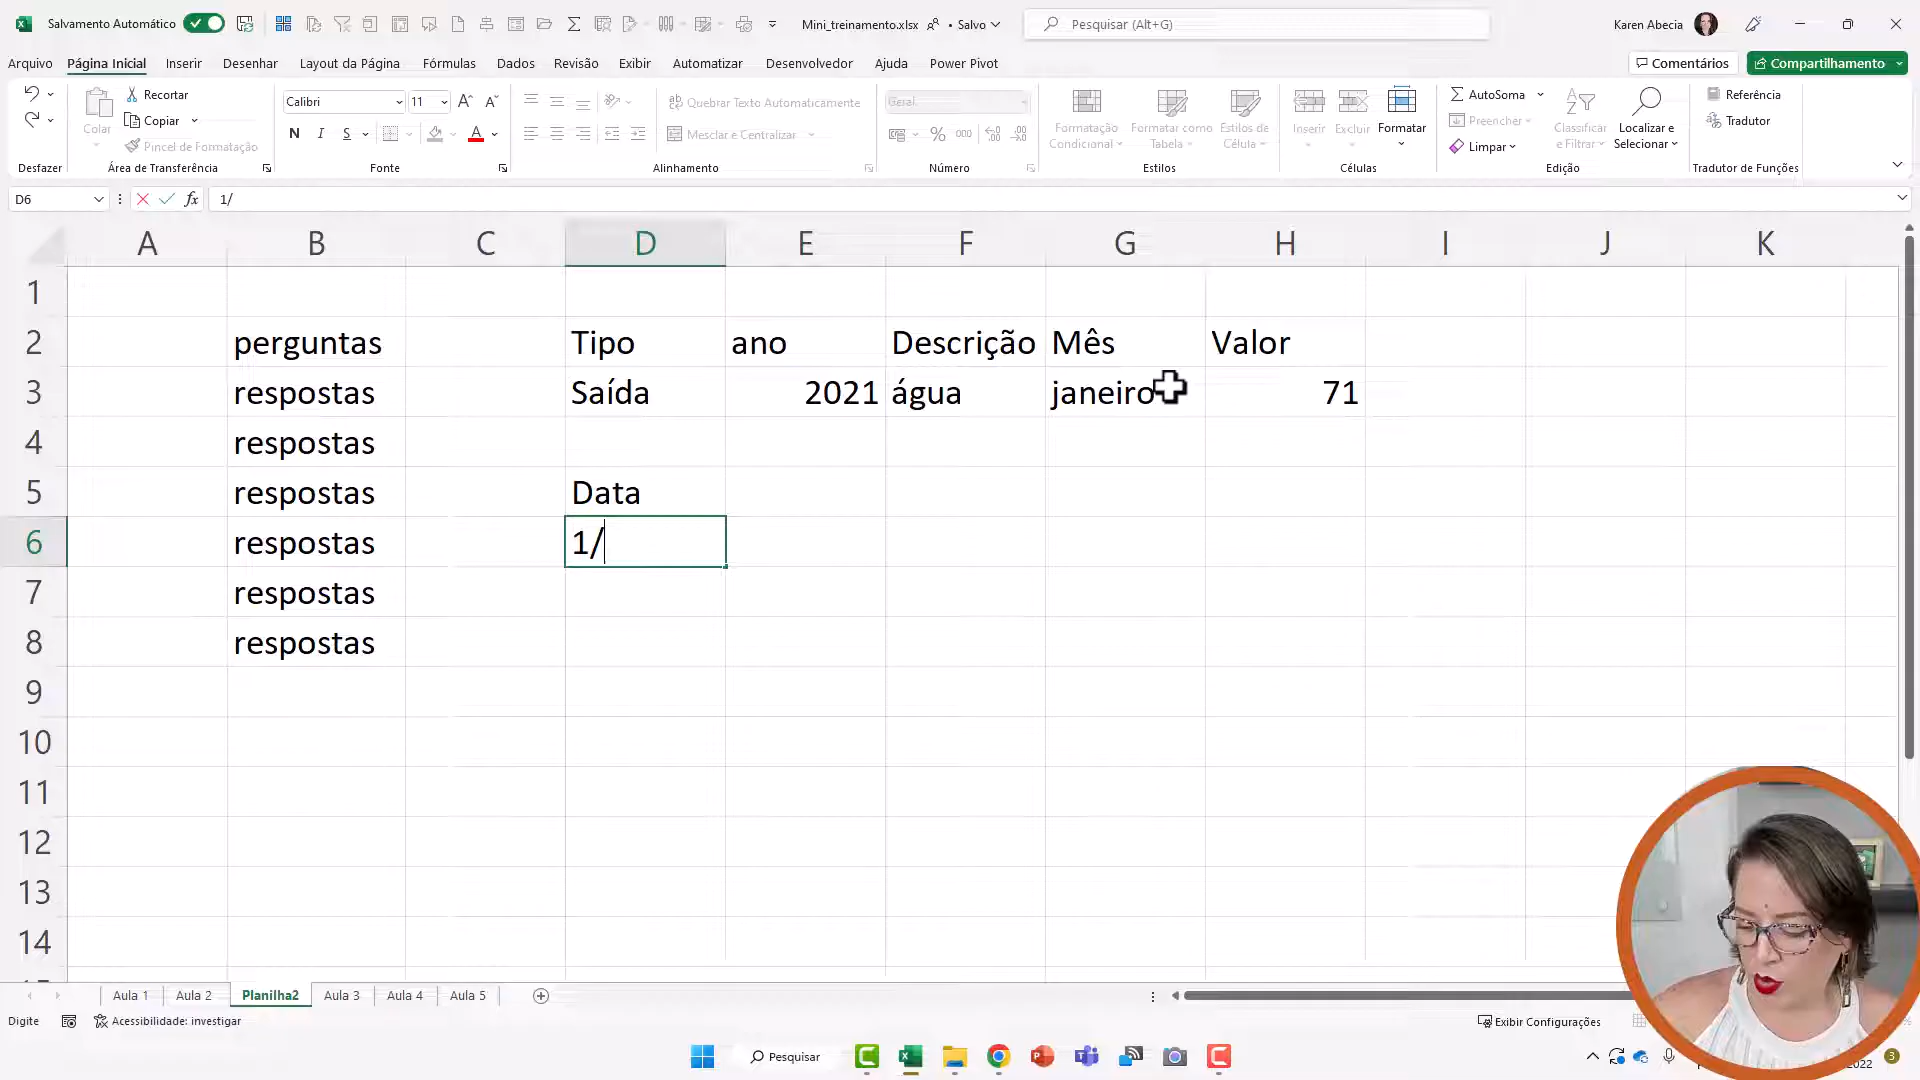 Salvamento Automático
Mini_treinamento.xlsx
Salvo
Pesquisar (Alt+G)
Karen Abecia
Arquivo Página Inicial Inserir Desenhar Layout da Página Fórmulas Dados Revisão Exibir Automatizar Desenvolvedor Ajuda Power Pivot
Comentários Compartilhamento
Colar
Recortar
Copiar
Pincel de Formatação
Calibri 11
N I S
Quebrar Texto Automaticamente
Mesclar e Centralizar
Geral
% 000
Formatação Condicional
Formatar como Tabela
Estilos de Célula
Inserir Excluir Formatar
AutoSoma
Preencher
Limpar
Classificar e Filtrar
Localizar e Selecionar
Referência
Tradutor
Desfazer Área de Transferência Fonte Alinhamento Número Estilos Células Edição Tradutor de Funções
D6 fx 1/
A B C D E F G H I J K
1
2 perguntas Tipo ano Descrição Mês Valor
3 respostas Saída 2021 água janeiro 71
4 respostas
5 respostas Data
6 respostas 1/
7 respostas
8 respostas
9
10
11
12
13
14
Aula 1 Aula 2 Planilha2 Aula 3 Aula 4 Aula 5
Digite Acessibilidade: investigar Exibir Configurações
Pesquisar
2022 3